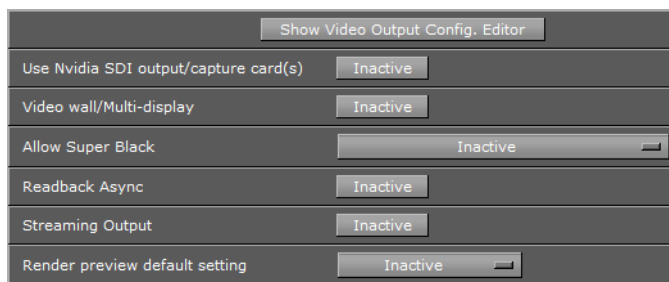 Show Video Output Config. Editor
Use Nvidia SDI output/capture card(s) Inactive
Video wall/Multi-display Inactive
Allow Super Black Inactive
Readback Async Inactive
Streaming Output Inactive
Render preview default setting Inactive